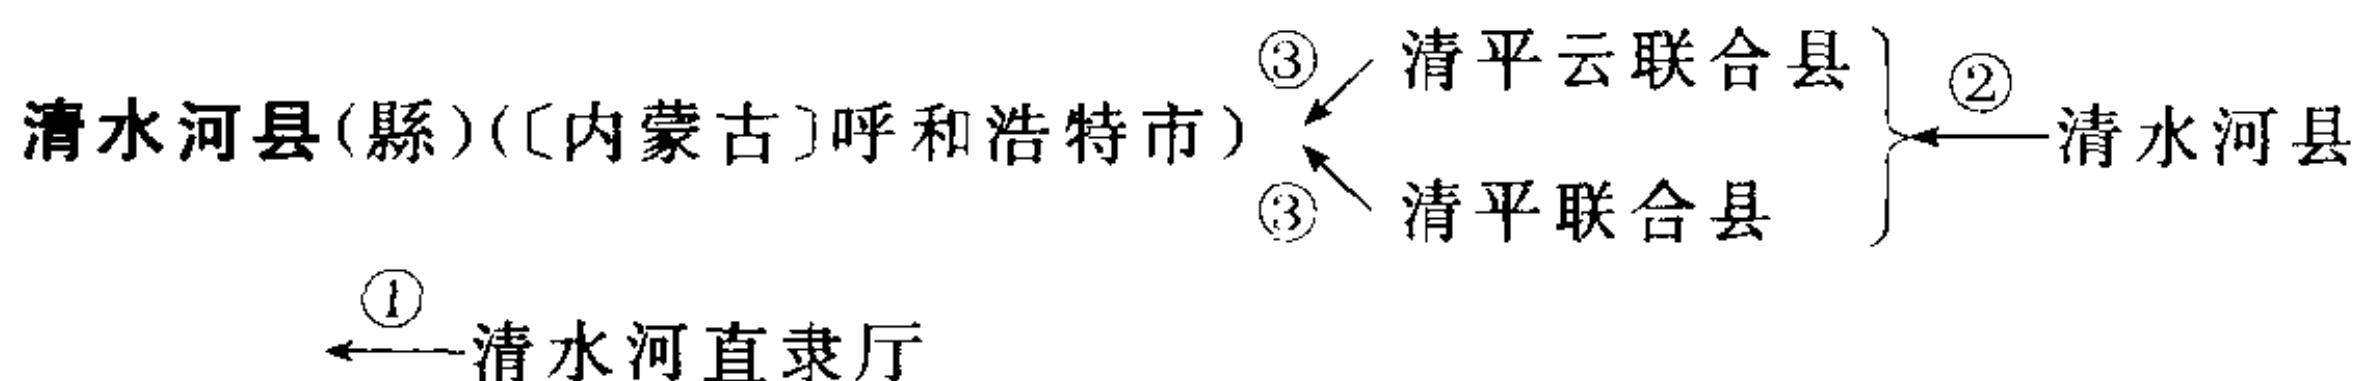 ③ 清平云联合县
清水河县(縣)(〔内蒙古〕呼和浩特市) ② 清水河县
③ 清平联合县
① 清水河直隶厅